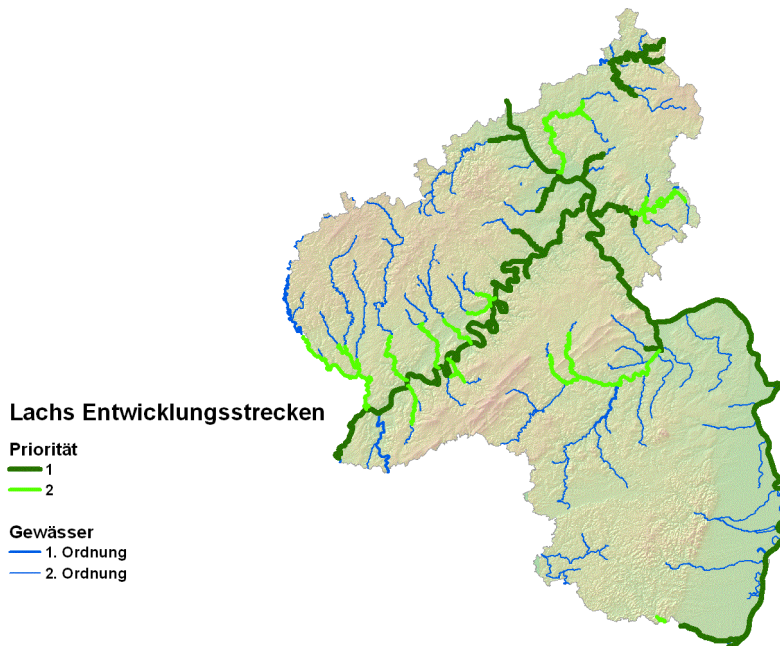 Lachs Entwicklungsstrecken
Priorität
1
2
Gewässer
1. Ordnung
2. Ordnung